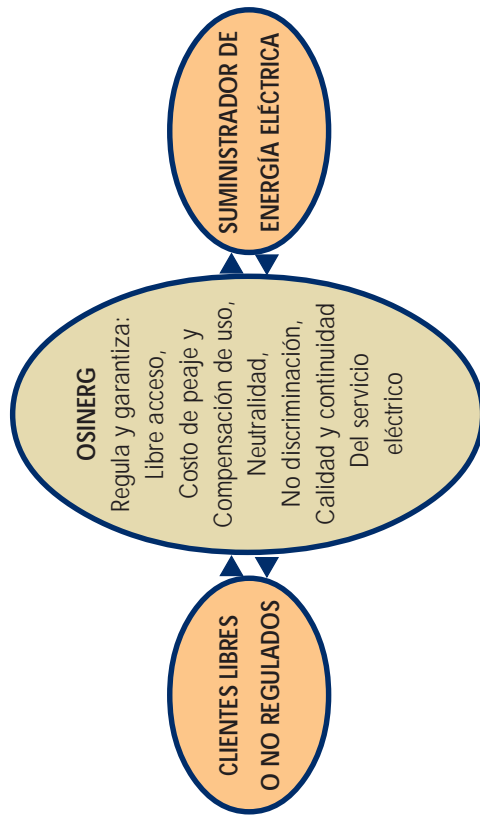 CLIENTES LIBRES
O NO REGULADOS
OSINERG
Regula y garantiza:
Libre acceso,
Costo de peaje y
Compensación de uso,
Neutralidad,
No discriminación,
Calidad y continuidad
Del servicio
eléctrico
SUMINISTRADOR DE
ENERGÍA ELÉCTRICA